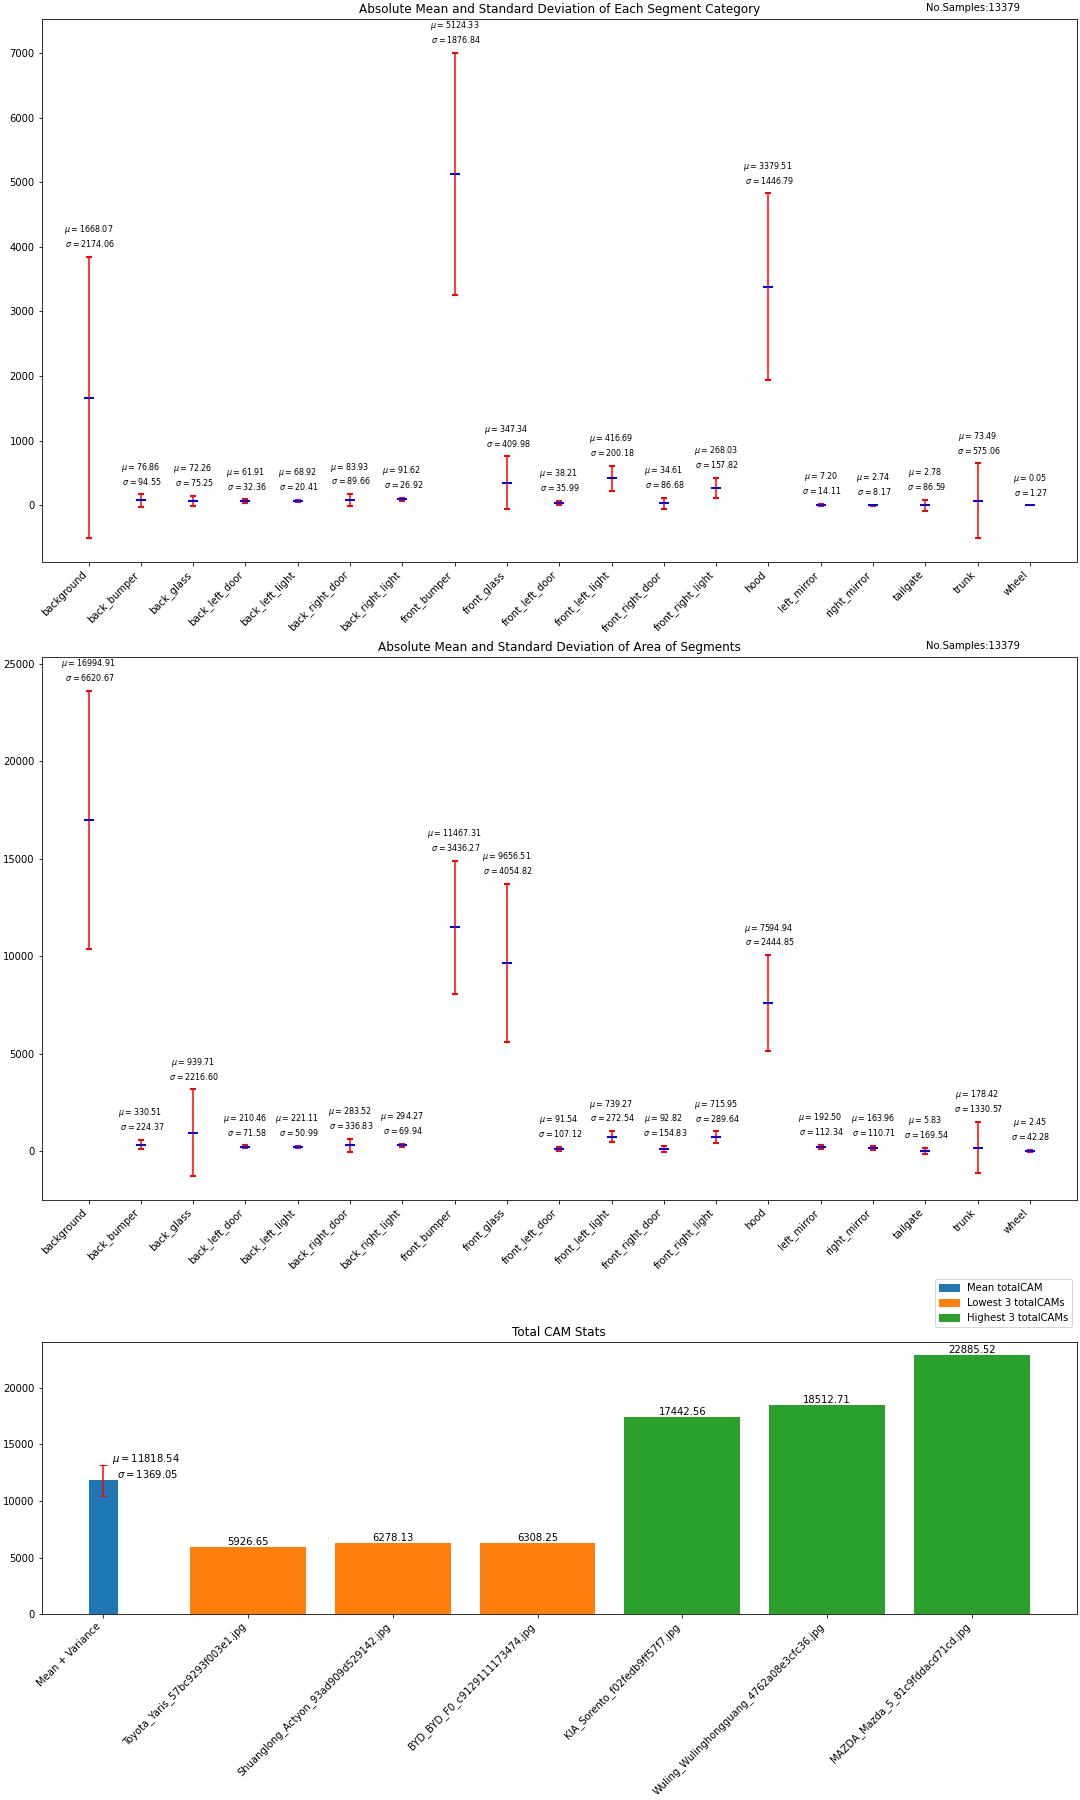 Absolute Mean and Standard Deviation of Each Segment Category
No.Samples:13379
7000
6000
5000
4000
3000
2000
1000
0
μ = 1668.07
σ = 2174.06
μ = 76.86
σ = 94.55
μ = 72.26
σ = 75.25
μ = 61.91
σ = 32.36
μ = 68.92
σ = 20.41
μ = 83.93
σ = 89.66
μ = 91.62
σ = 26.92
μ = 5124.33
σ = 1876.84
μ = 347.34
σ = 409.98
μ = 38.21
σ = 35.99
μ = 416.69
σ = 200.18
μ = 34.61
σ = 86.68
μ = 268.03
σ = 157.82
μ = 3379.51
σ = 1446.79
μ = 7.20
σ = 14.11
μ = 2.74
σ = 8.17
μ = 2.78
σ = 86.59
μ = 73.49
σ = 575.06
μ = 0.05
σ = 1.27
background
back_bumper
back_glass
back_left_door
back_left_light
back_right_door
back_right_light
front_bumper
front_glass
front_left_door
front_left_light
front_right_door
front_right_light
hood
left_mirror
right_mirror
tailgate
trunk
wheel
Absolute Mean and Standard Deviation of Area of Segments
No.Samples:13379
25000
20000
15000
10000
5000
0
μ = 16994.91
σ = 6620.67
μ = 330.51
σ = 224.37
μ = 939.71
σ = 2216.60
μ = 210.46
σ = 71.58
μ = 221.11
σ = 50.99
μ = 283.52
σ = 336.83
μ = 294.27
σ = 69.94
μ = 11467.31
σ = 3436.27
μ = 9656.51
σ = 4054.82
μ = 91.54
σ = 107.12
μ = 739.27
σ = 272.54
μ = 92.82
σ = 154.83
μ = 715.95
σ = 289.64
μ = 7594.94
σ = 2444.85
μ = 192.50
σ = 112.34
μ = 163.96
σ = 110.71
μ = 5.83
σ = 169.54
μ = 178.42
σ = 1330.57
μ = 2.45
σ = 42.28
background
back_bumper
back_glass
back_left_door
back_left_light
back_right_door
back_right_light
front_bumper
front_glass
front_left_door
front_left_light
front_right_door
front_right_light
hood
left_mirror
right_mirror
tailgate
trunk
wheel
Mean totalCAM
Lowest 3 totalCAMs
Highest 3 totalCAMs
Total CAM Stats
20000
15000
10000
5000
0
μ = 11818.54
σ = 1369.05
5926.65
6278.13
6308.25
17442.56
18512.71
22885.52
Mean + Variance
Toyota_Yaris_57bc9293f003e1.jpg
Shuanglong_Actyon_93ad909d529142.jpg
BYD_BYD_F0_c9129111173474.jpg
KIA_Sorento_f02fedb9ff57f7.jpg
Wuling_Wulinghongguang_4762a08e3cfc36.jpg
MAZDA_Mazda_5_81c9fddacd71cd.jpg